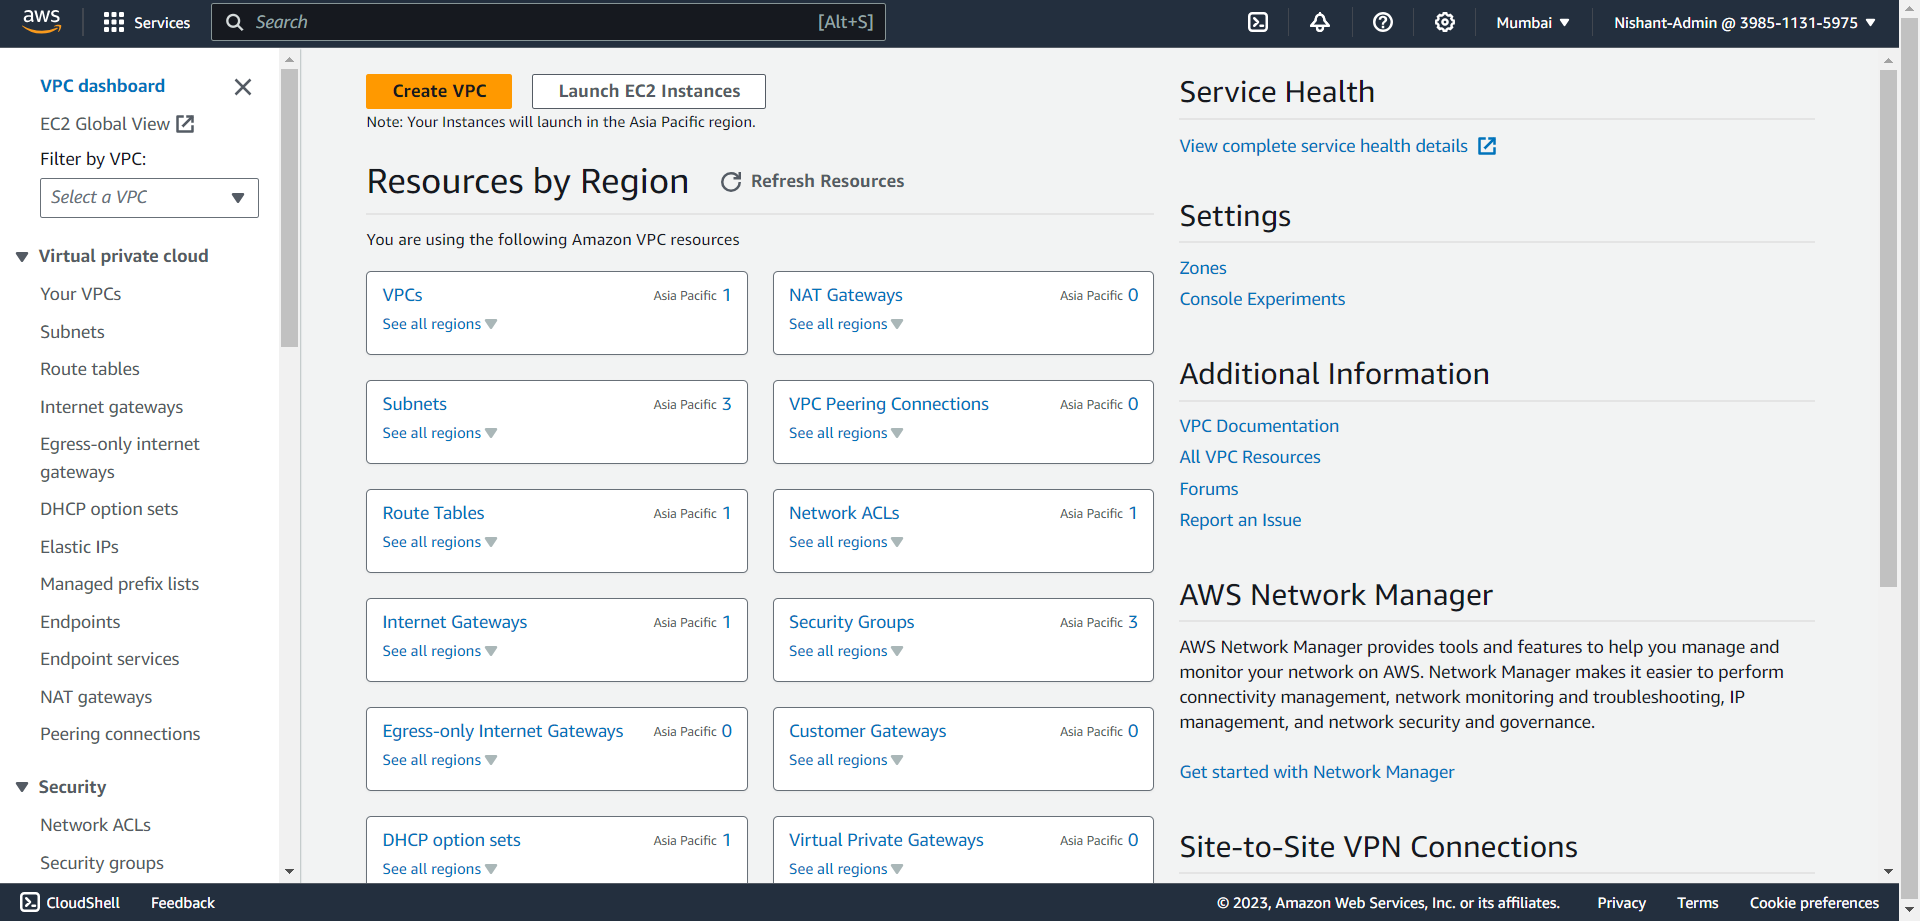 aws
Services
Search
[Alt+S]
Mumbai
Nishant-Admin @ 3985-1131-5975
VPC dashboard
EC2 Global View
Filter by VPC:
Select a VPC
Virtual private cloud
Your VPCs
Subnets
Route tables
Internet gateways
Egress-only internet
gateways
DHCP option sets
Elastic IPs
Managed prefix lists
Endpoints
Endpoint services
NAT gateways
Peering connections
Security
Network ACLs
Security groups
Create VPC
Launch EC2 Instances
Note: Your Instances will launch in the Asia Pacific region.
Resources by Region
Refresh Resources
You are using the following Amazon VPC resources
VPCs
Asia Pacific 1
See all regions
NAT Gateways
Asia Pacific 0
See all regions
Subnets
Asia Pacific 3
See all regions
VPC Peering Connections
Asia Pacific 0
See all regions
Route Tables
Asia Pacific 1
See all regions
Network ACLs
Asia Pacific 1
See all regions
Internet Gateways
Asia Pacific 1
See all regions
Security Groups
Asia Pacific 3
See all regions
Egress-only Internet Gateways
Asia Pacific 0
See all regions
Customer Gateways
Asia Pacific 0
See all regions
DHCP option sets
Asia Pacific 1
See all regions
Virtual Private Gateways
Asia Pacific 0
See all regions
Service Health
View complete service health details
Settings
Zones
Console Experiments
Additional Information
VPC Documentation
All VPC Resources
Forums
Report an Issue
AWS Network Manager
AWS Network Manager provides tools and features to help you manage and
monitor your network on AWS. Network Manager makes it easier to perform
connectivity management, network monitoring and troubleshooting, IP
management, and network security and governance.
Get started with Network Manager
Site-to-Site VPN Connections
CloudShell
Feedback
© 2023, Amazon Web Services, Inc. or its affiliates.
Privacy
Terms
Cookie preferences